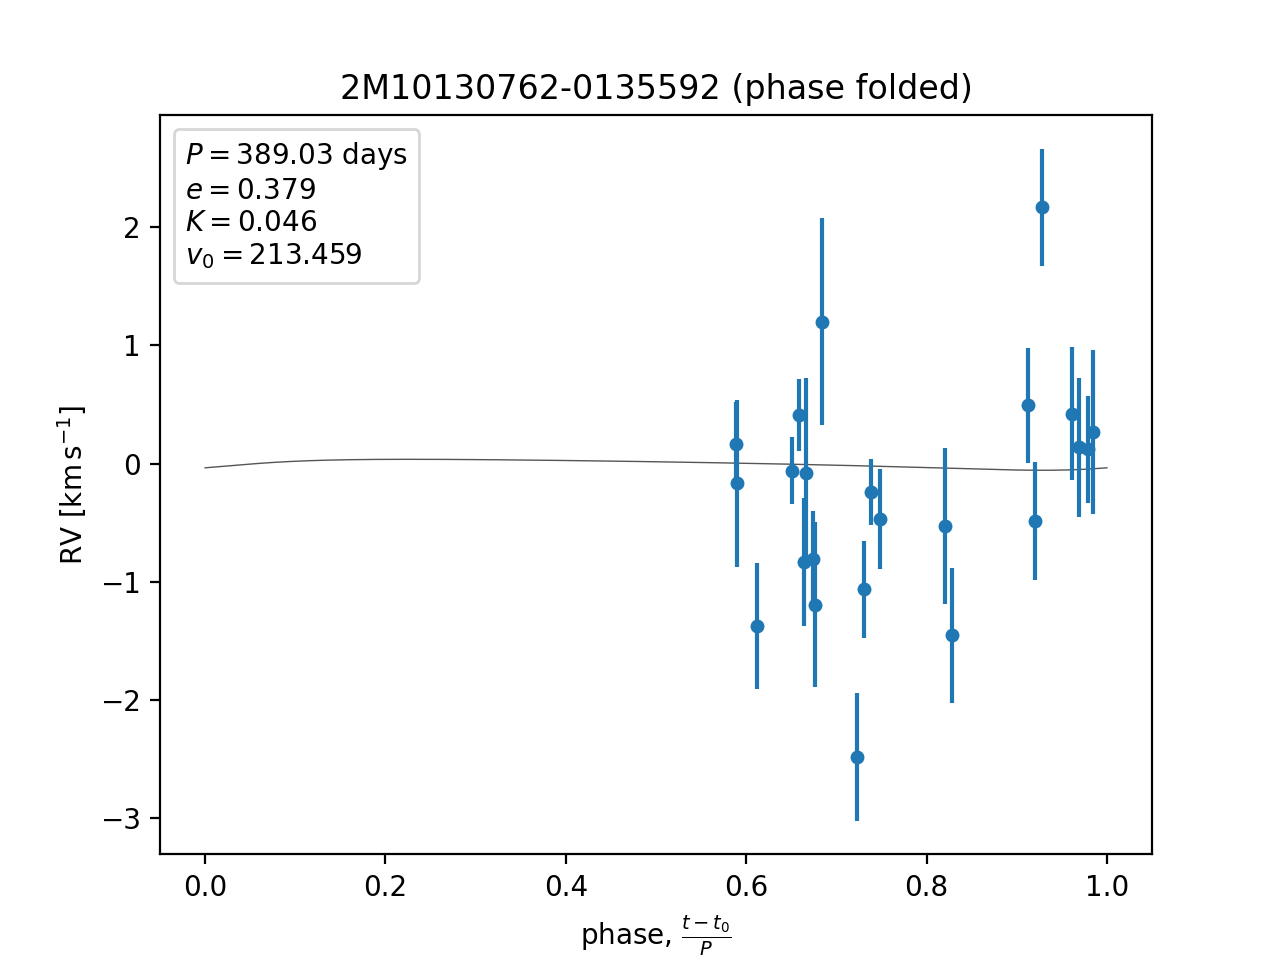 2M10130762-0135592 (phase folded)
P = 389.03 days
e = 0.379
K = 0.046
v₀ = 213.459
2
1
0
−1
−2
−3
RV [km s⁻¹]
0.0 0.2 0.4 0.6 0.8 1.0
phase, (t − t₀)/P